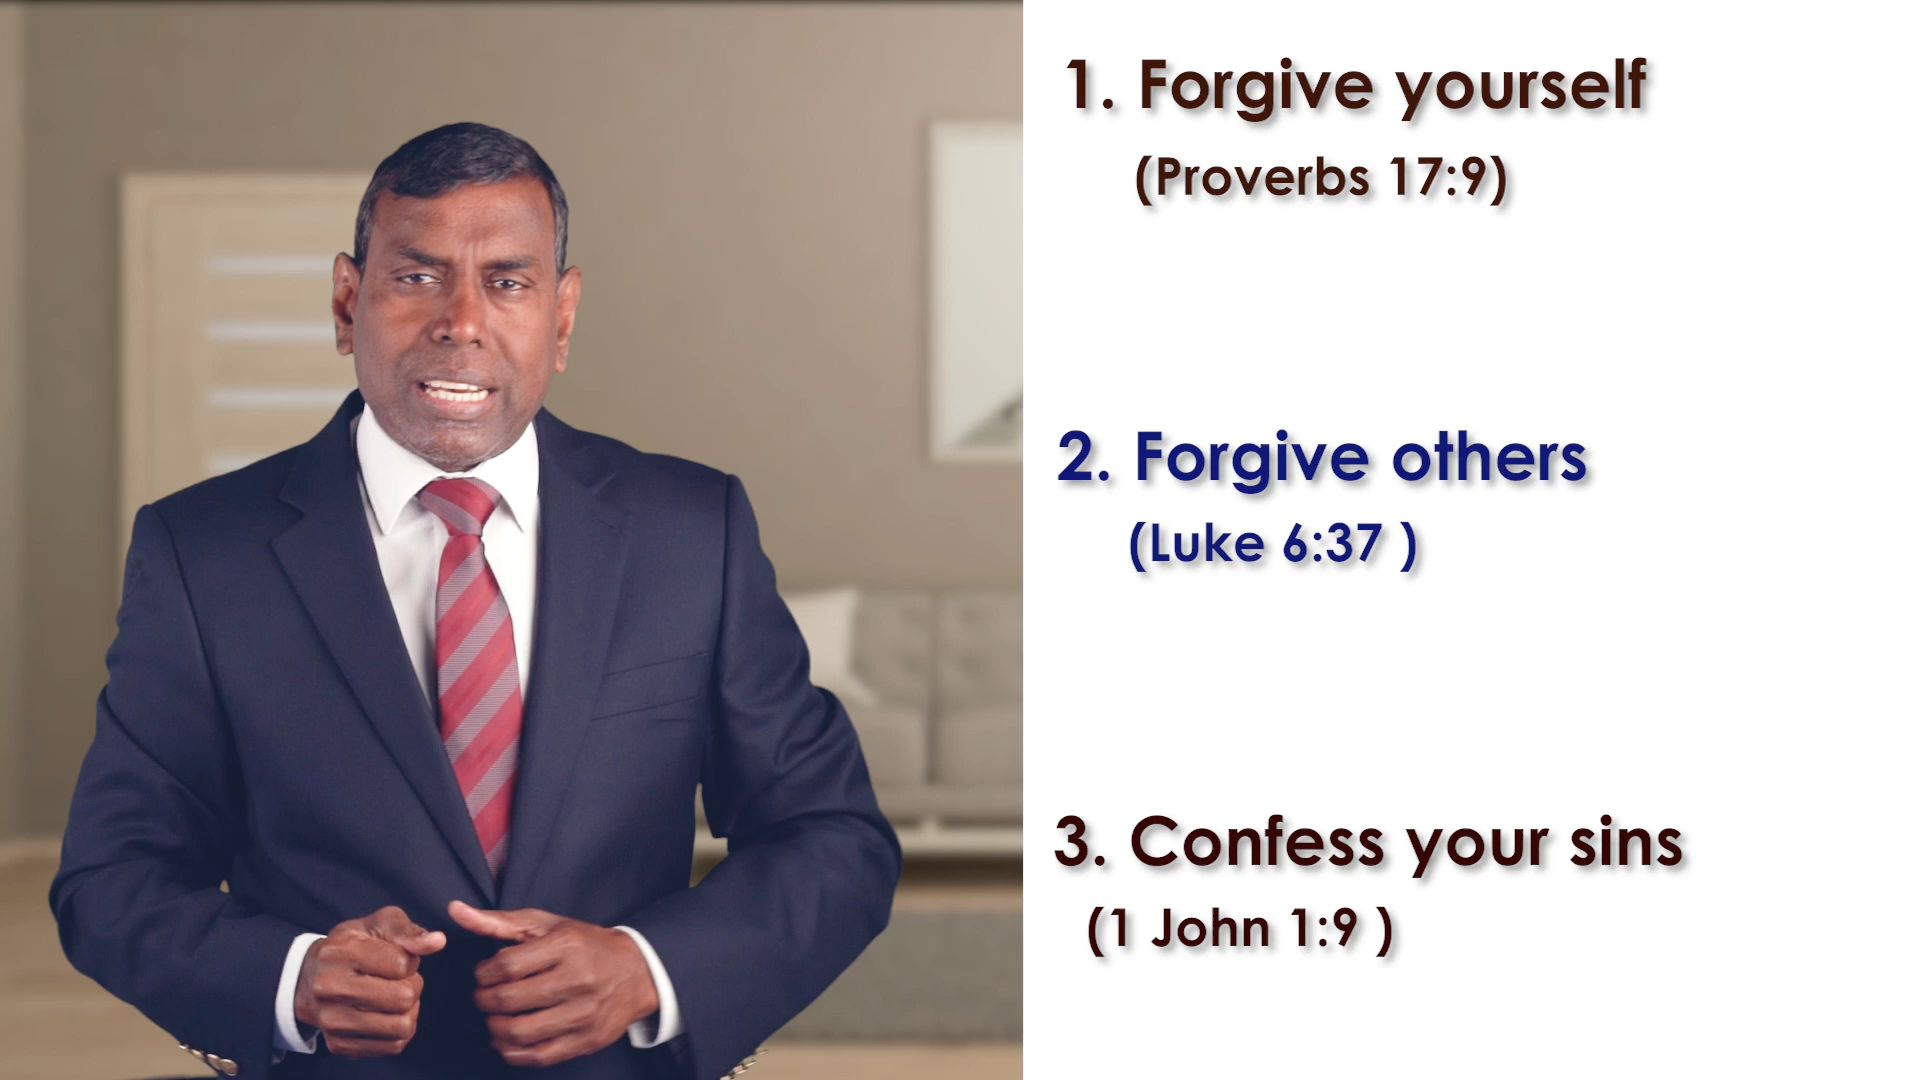 1. Forgive yourself
(Proverbs 17:9)
2. Forgive others
(Luke 6:37 )
3. Confess your sins
(1 John 1:9 )